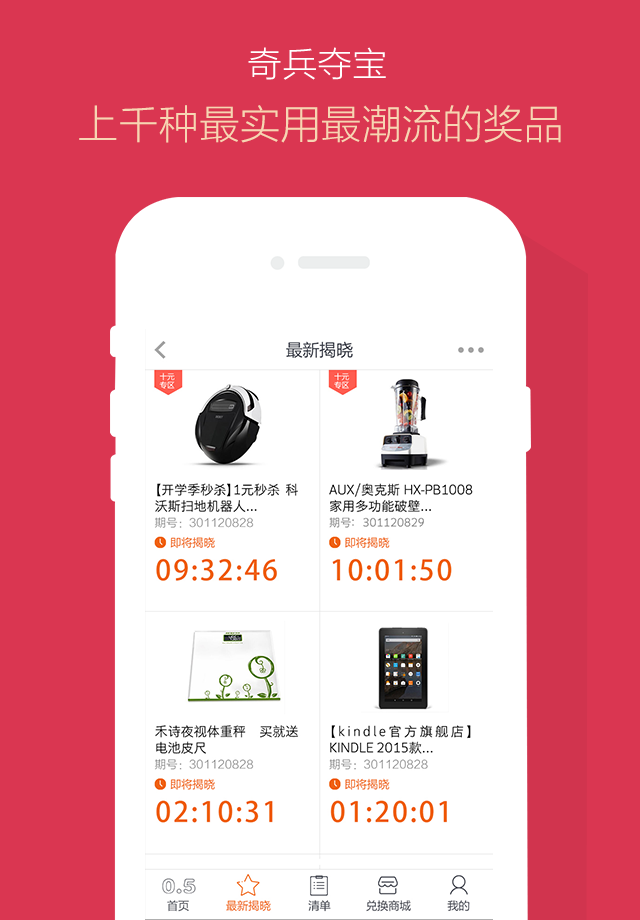 奇兵夺宝
上千种最实用最潮流的奖品
最新揭晓
十元
专区
【开学季秒杀】1元秒杀 科
沃斯扫地机器人...
期号：301120828
即将揭晓
09:32:46
十元
专区
AUX/奥克斯 HX-PB1008
家用多功能破壁...
期号：301120829
即将揭晓
10:01:50
禾诗夜视体重秤 买就送
电池皮尺
期号：301120828
即将揭晓
02:10:31
【kindle官方旗舰店】
KINDLE 2015款...
期号：301120828
即将揭晓
01:20:01
0.5
首页
最新揭晓
清单
兑换商城
我的